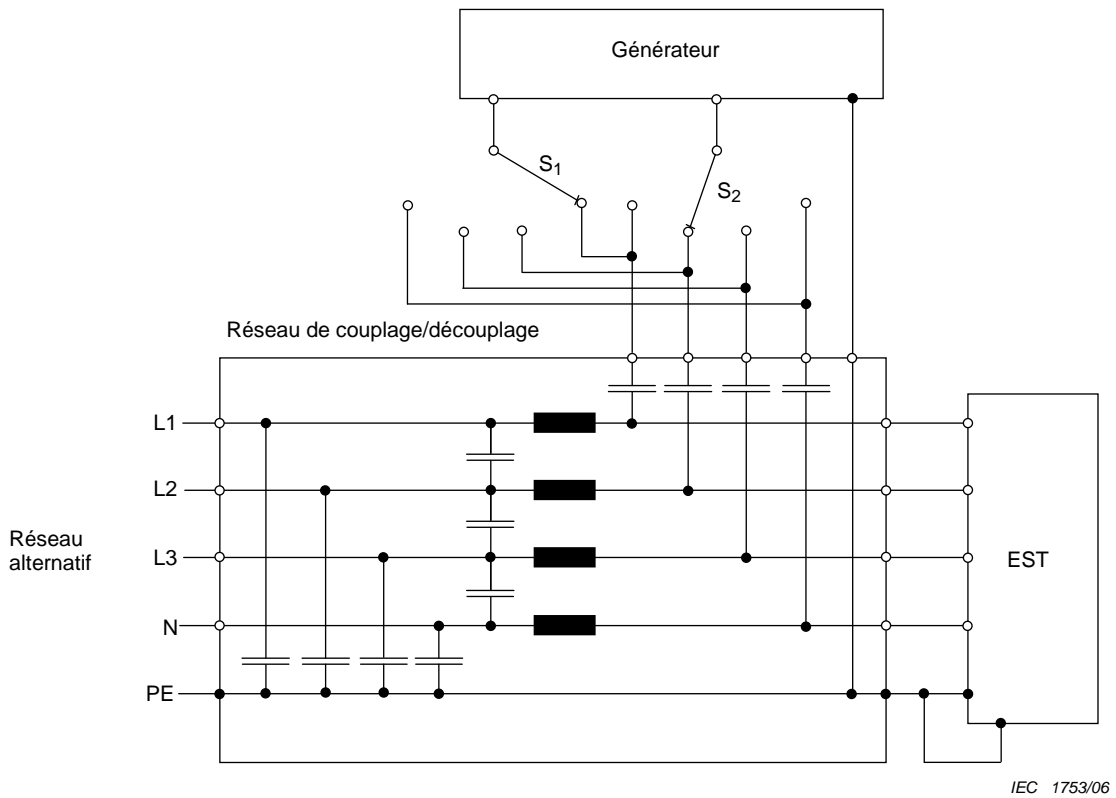 Générateur
S1
S2
Réseau de couplage/découplage
L1
L2
L3
N
PE
Réseau
alternatif
EST
IEC 1753/06